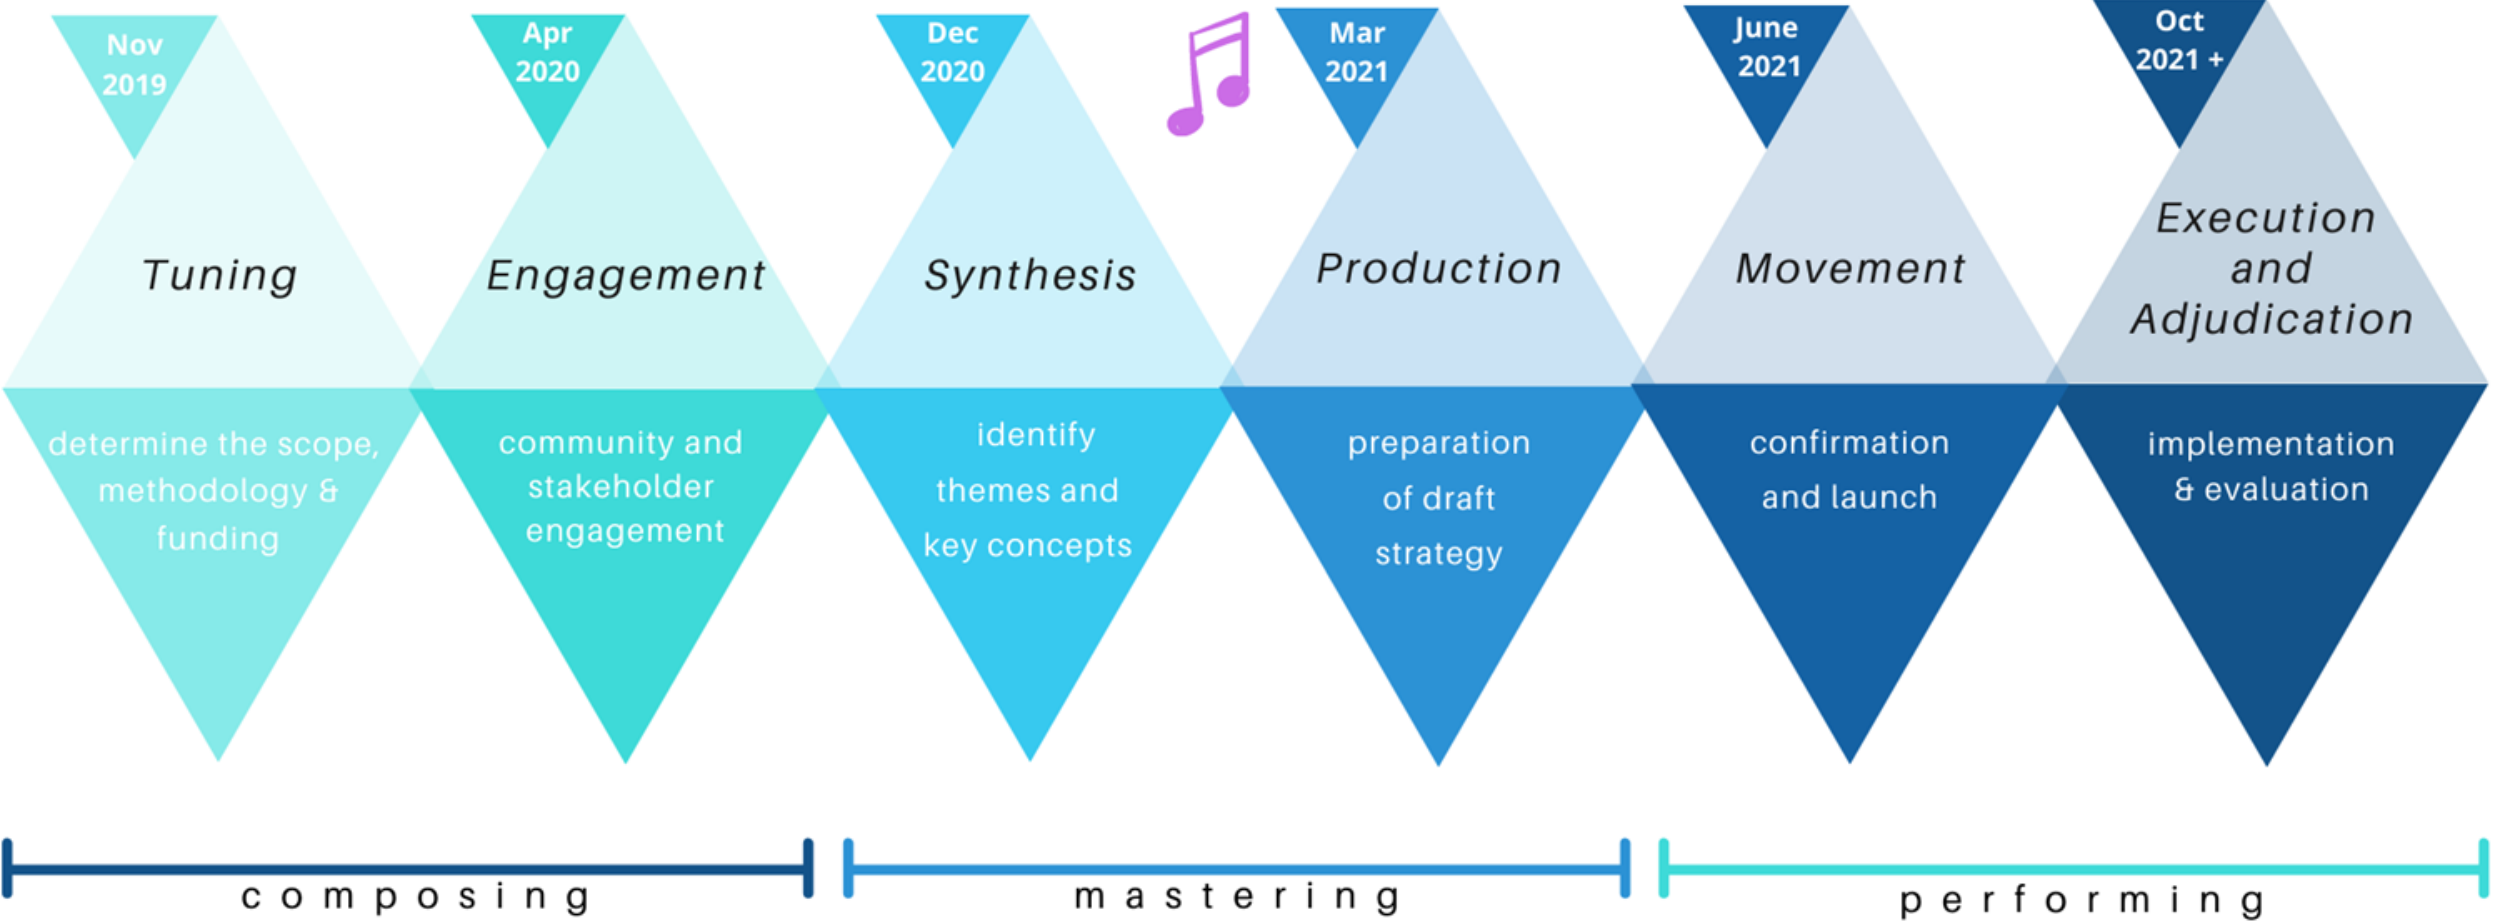 Nov
2019
Tuning
determine the scope,
methodology &
funding
Apr
2020
Engagement
community and
stakeholder
engagement
Dec
2020
Synthesis
identify
themes and
key concepts
Mar
2021
Production
preparation
of draft
strategy
June
2021
Movement
confirmation
and launch
Oct
2021 +
Execution
and
Adjudication
implementation
& evaluation
composing
mastering
performing